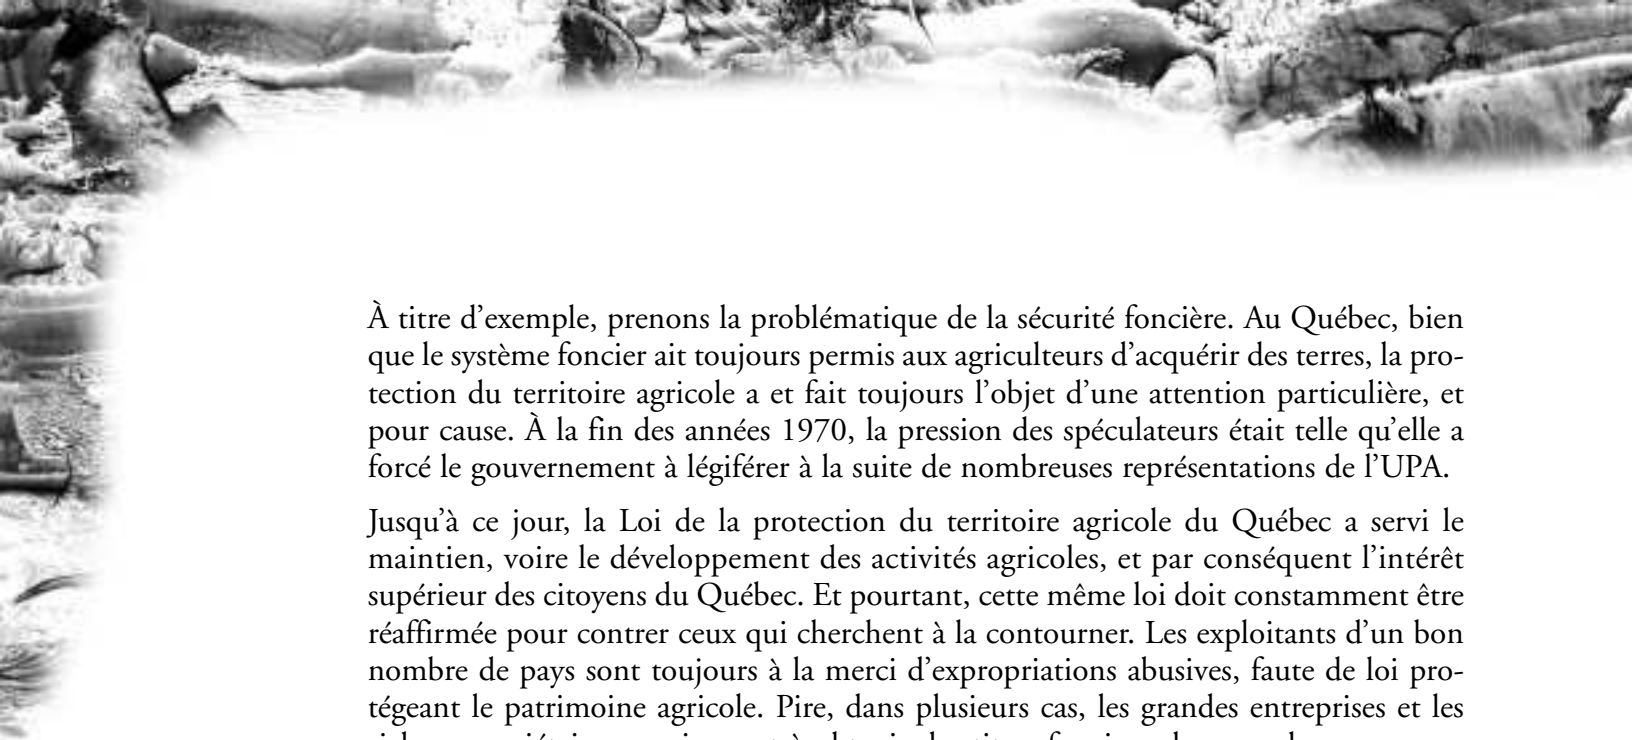 À titre d’exemple, prenons la problématique de la sécurité foncière. Au Québec, bien
que le système foncier ait toujours permis aux agriculteurs d’acquérir des terres, la pro-
tection du territoire agricole a et fait toujours l’objet d’une attention particulière, et
pour cause. À la fin des années 1970, la pression des spéculateurs était telle qu’elle a
forcé le gouvernement à légiférer à la suite de nombreuses représentations de l’UPA.
Jusqu’à ce jour, la Loi de la protection du territoire agricole du Québec a servi le
maintien, voire le développement des activités agricoles, et par conséquent l’intérêt
supérieur des citoyens du Québec. Et pourtant, cette même loi doit constamment être
réaffirmée pour contrer ceux qui cherchent à la contourner. Les exploitants d’un bon
nombre de pays sont toujours à la merci d’expropriations abusives, faute de loi pro-
tégeant le patrimoine agricole. Pire, dans plusieurs cas, les grandes entreprises et les